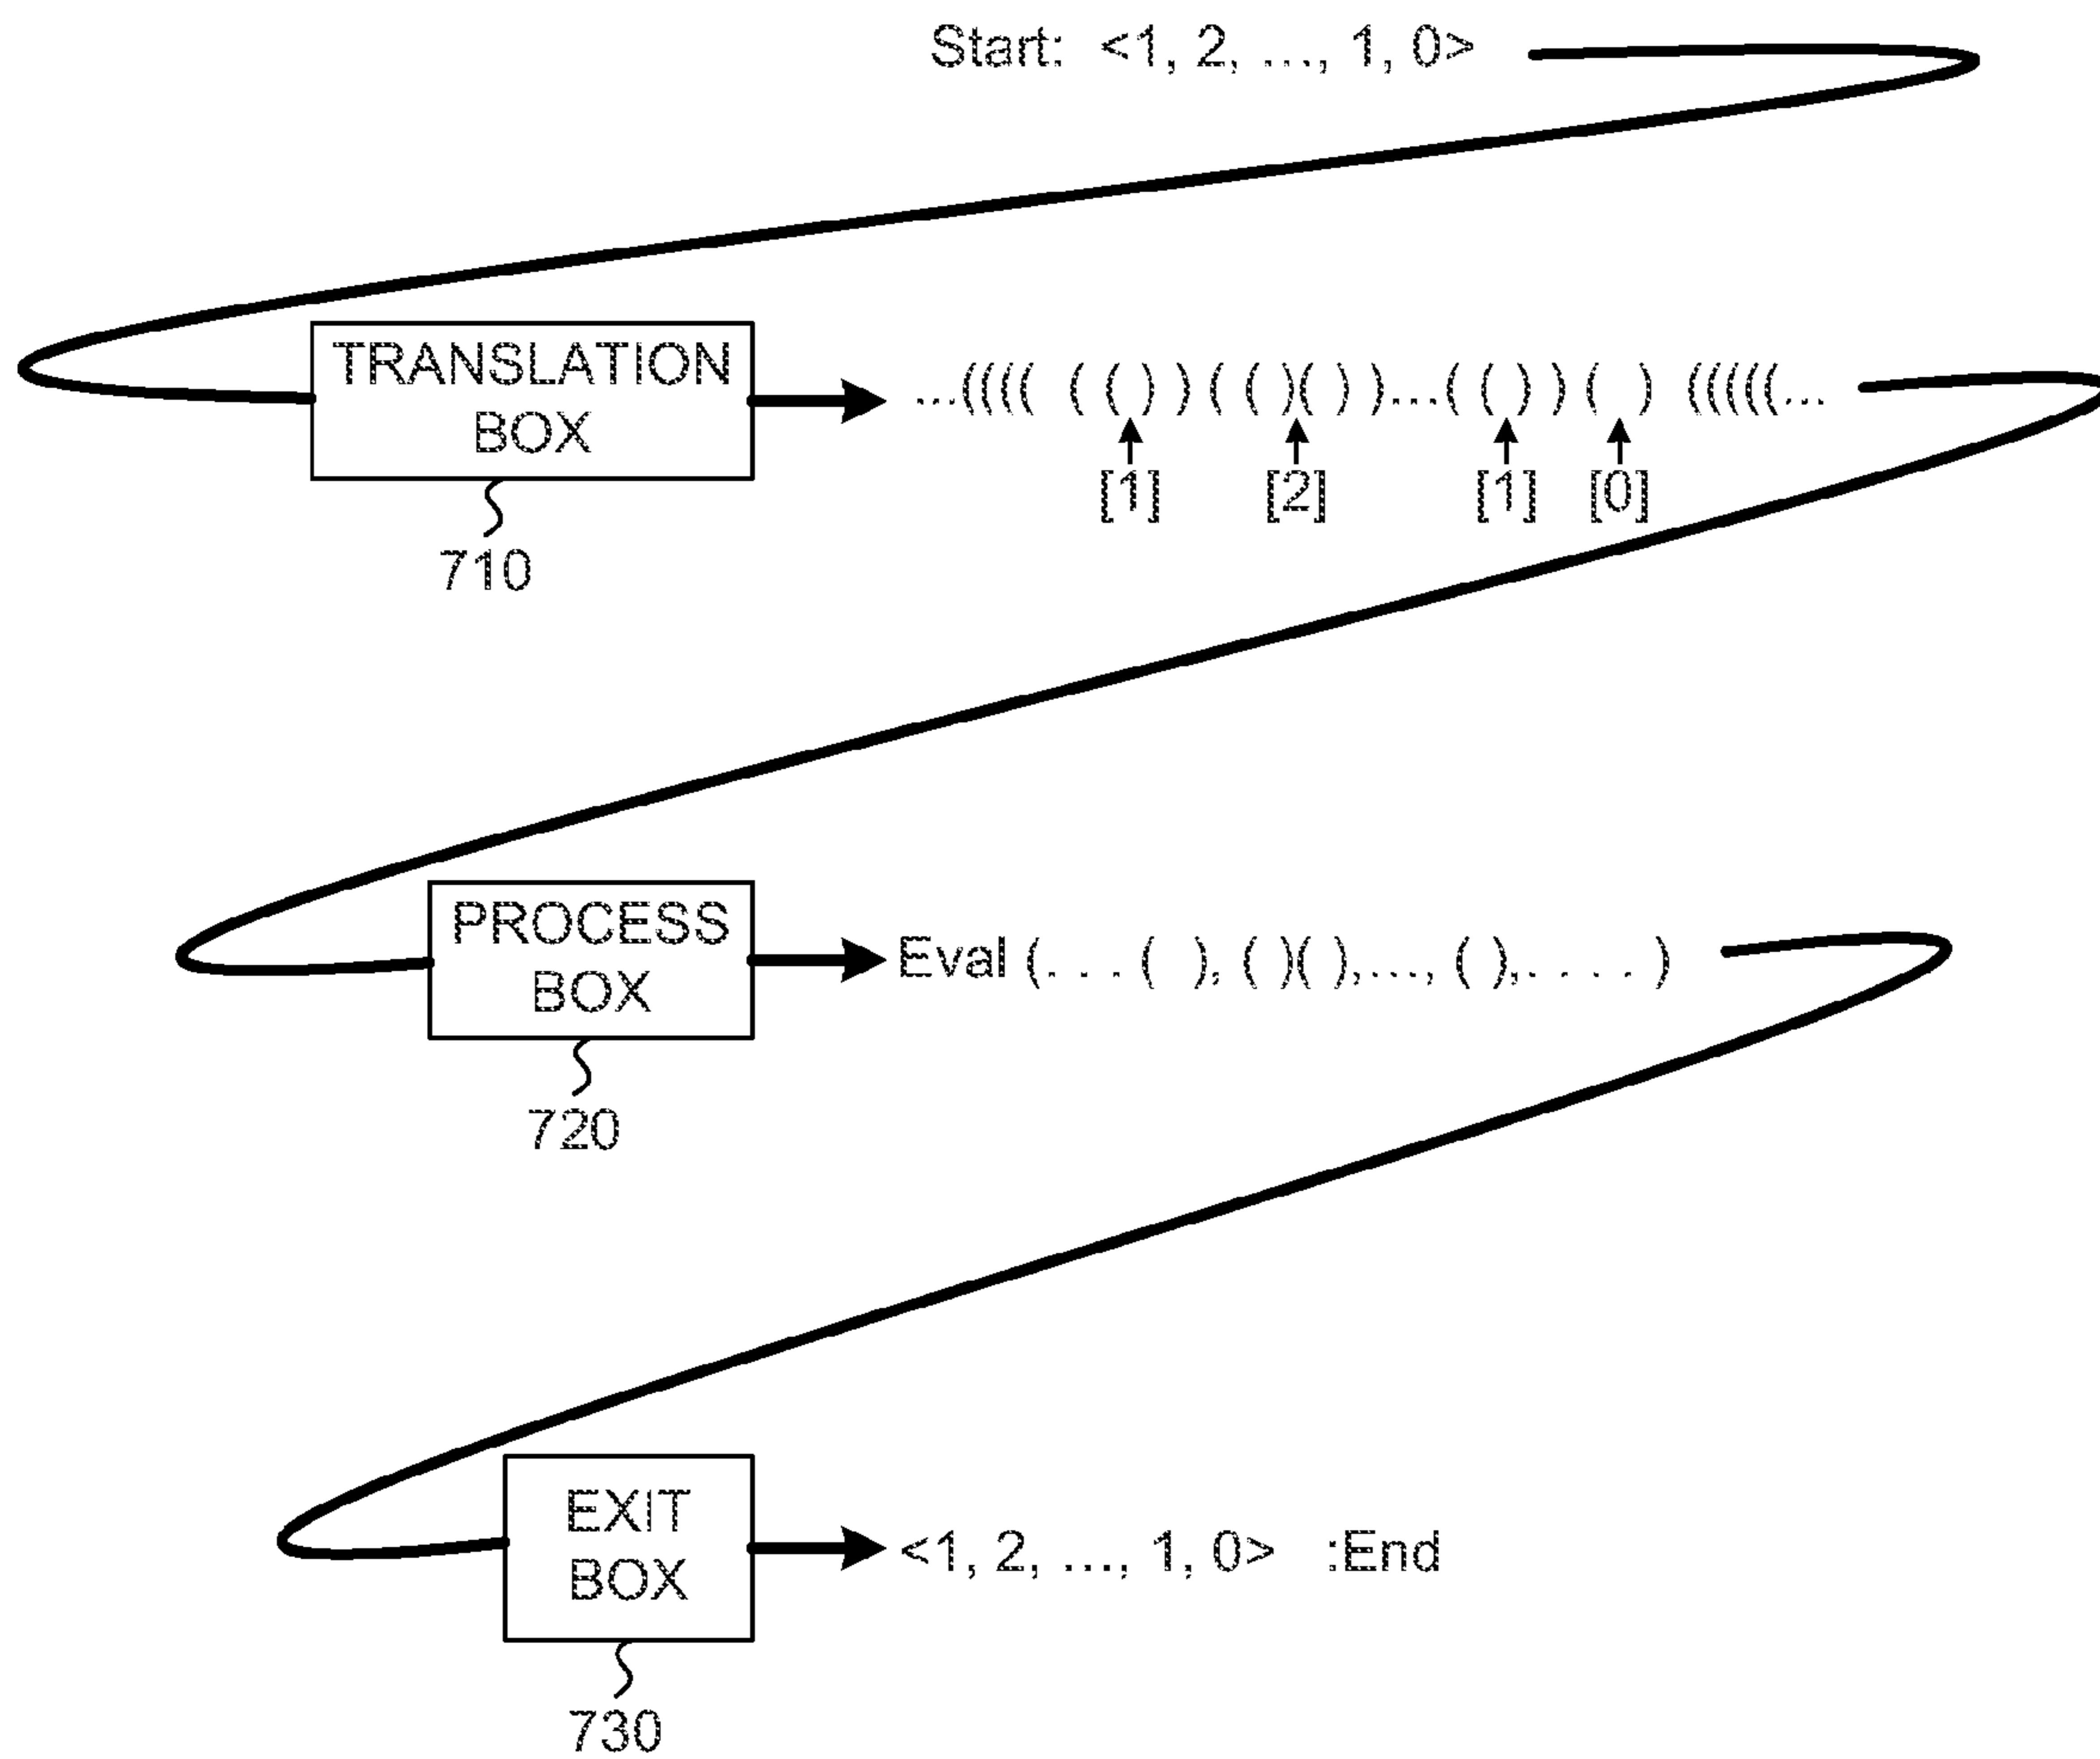 Start: <1, 2, ..., 1, 0>
TRANSLATION
BOX
...(((( ( ( ) ) ( ( )( ) )...( ( ) ) ( ) (((((...
[1] [2] [1] [0]
710
PROCESS
BOX
Eval (. . . ( ), ( )( ),..., ( ),. . . . )
720
EXIT
BOX
<1, 2, ..., 1, 0> :End
730